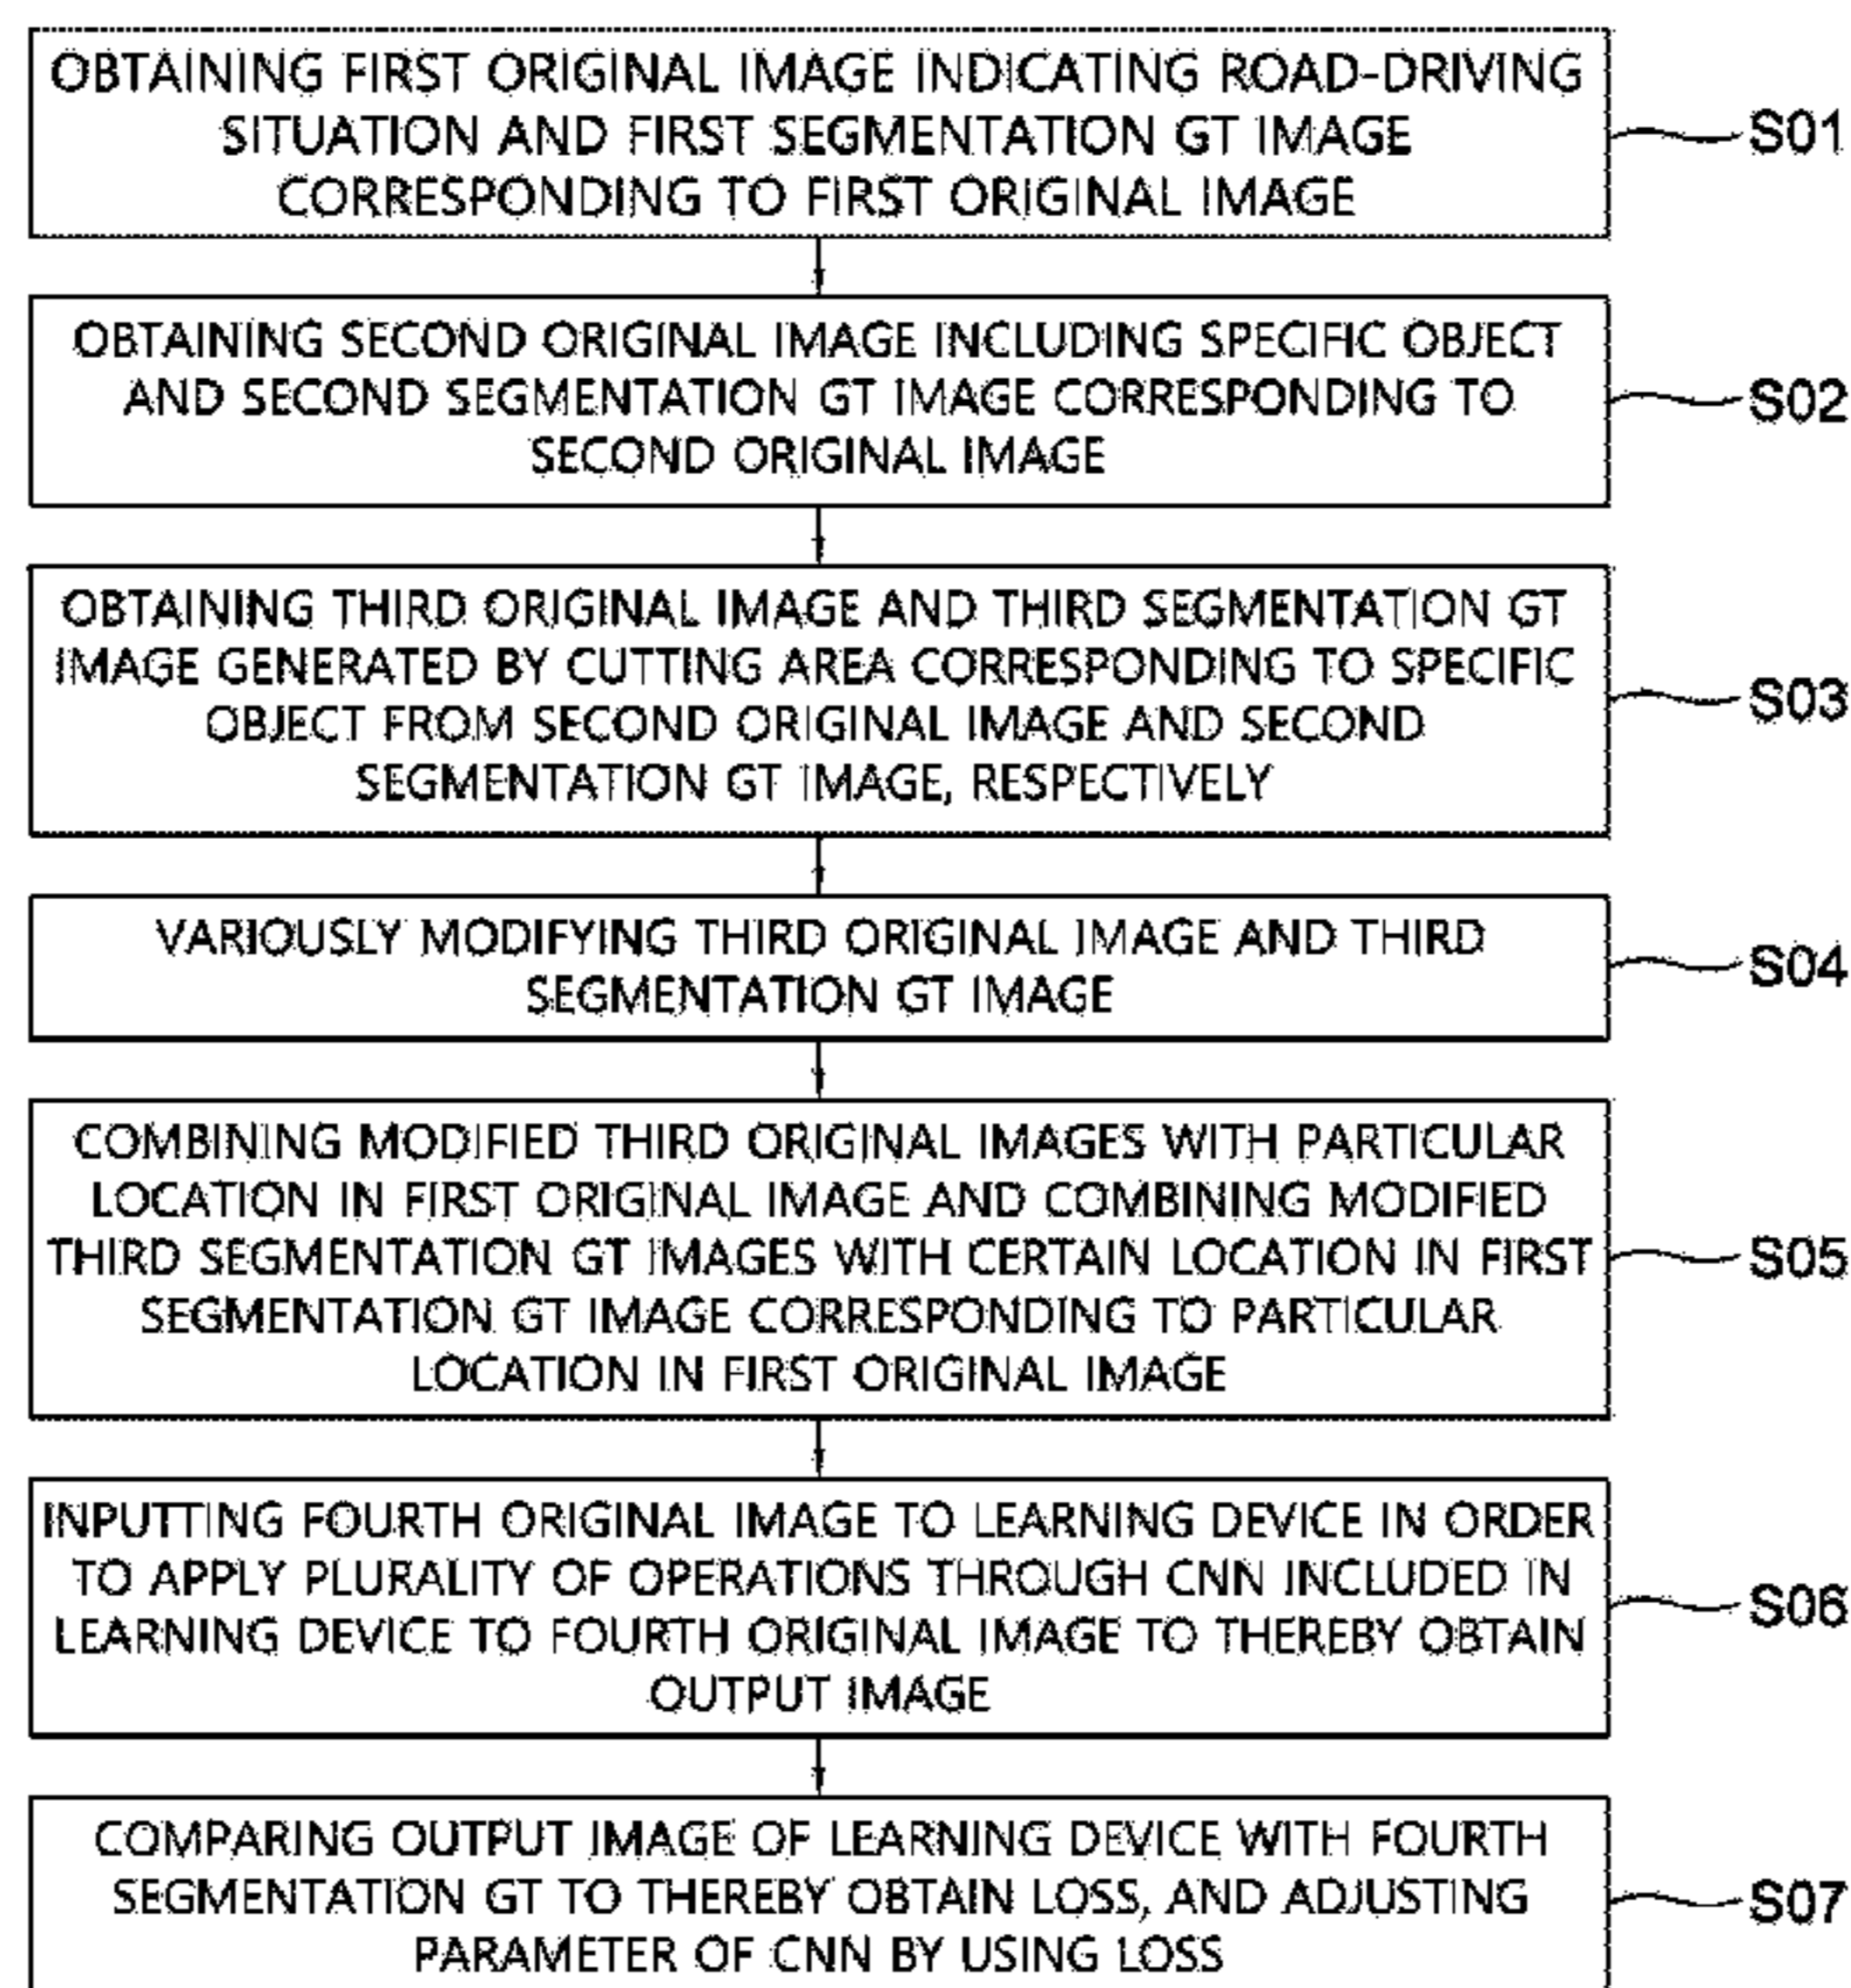 OBTAINING FIRST ORIGINAL IMAGE INDICATING ROAD-DRIVING
SITUATION AND FIRST SEGMENTATION GT IMAGE
CORRESPONDING TO FIRST ORIGINAL IMAGE
S01
OBTAINING SECOND ORIGINAL IMAGE INCLUDING SPECIFIC OBJECT
AND SECOND SEGMENTATION GT IMAGE CORRESPONDING TO
SECOND ORIGINAL IMAGE
S02
OBTAINING THIRD ORIGINAL IMAGE AND THIRD SEGMENTATION GT
IMAGE GENERATED BY CUTTING AREA CORRESPONDING TO SPECIFIC
OBJECT FROM SECOND ORIGINAL IMAGE AND SECOND
SEGMENTATION GT IMAGE, RESPECTIVELY
S03
VARIOUSLY MODIFYING THIRD ORIGINAL IMAGE AND THIRD
SEGMENTATION GT IMAGE
S04
COMBINING MODIFIED THIRD ORIGINAL IMAGES WITH PARTICULAR
LOCATION IN FIRST ORIGINAL IMAGE AND COMBINING MODIFIED
THIRD SEGMENTATION GT IMAGES WITH CERTAIN LOCATION IN FIRST
SEGMENTATION GT IMAGE CORRESPONDING TO PARTICULAR
LOCATION IN FIRST ORIGINAL IMAGE
S05
INPUTTING FOURTH ORIGINAL IMAGE TO LEARNING DEVICE IN ORDER
TO APPLY PLURALITY OF OPERATIONS THROUGH CNN INCLUDED IN
LEARNING DEVICE TO FOURTH ORIGINAL IMAGE TO THEREBY OBTAIN
OUTPUT IMAGE
S06
COMPARING OUTPUT IMAGE OF LEARNING DEVICE WITH FOURTH
SEGMENTATION GT TO THEREBY OBTAIN LOSS, AND ADJUSTING
PARAMETER OF CNN BY USING LOSS
S07